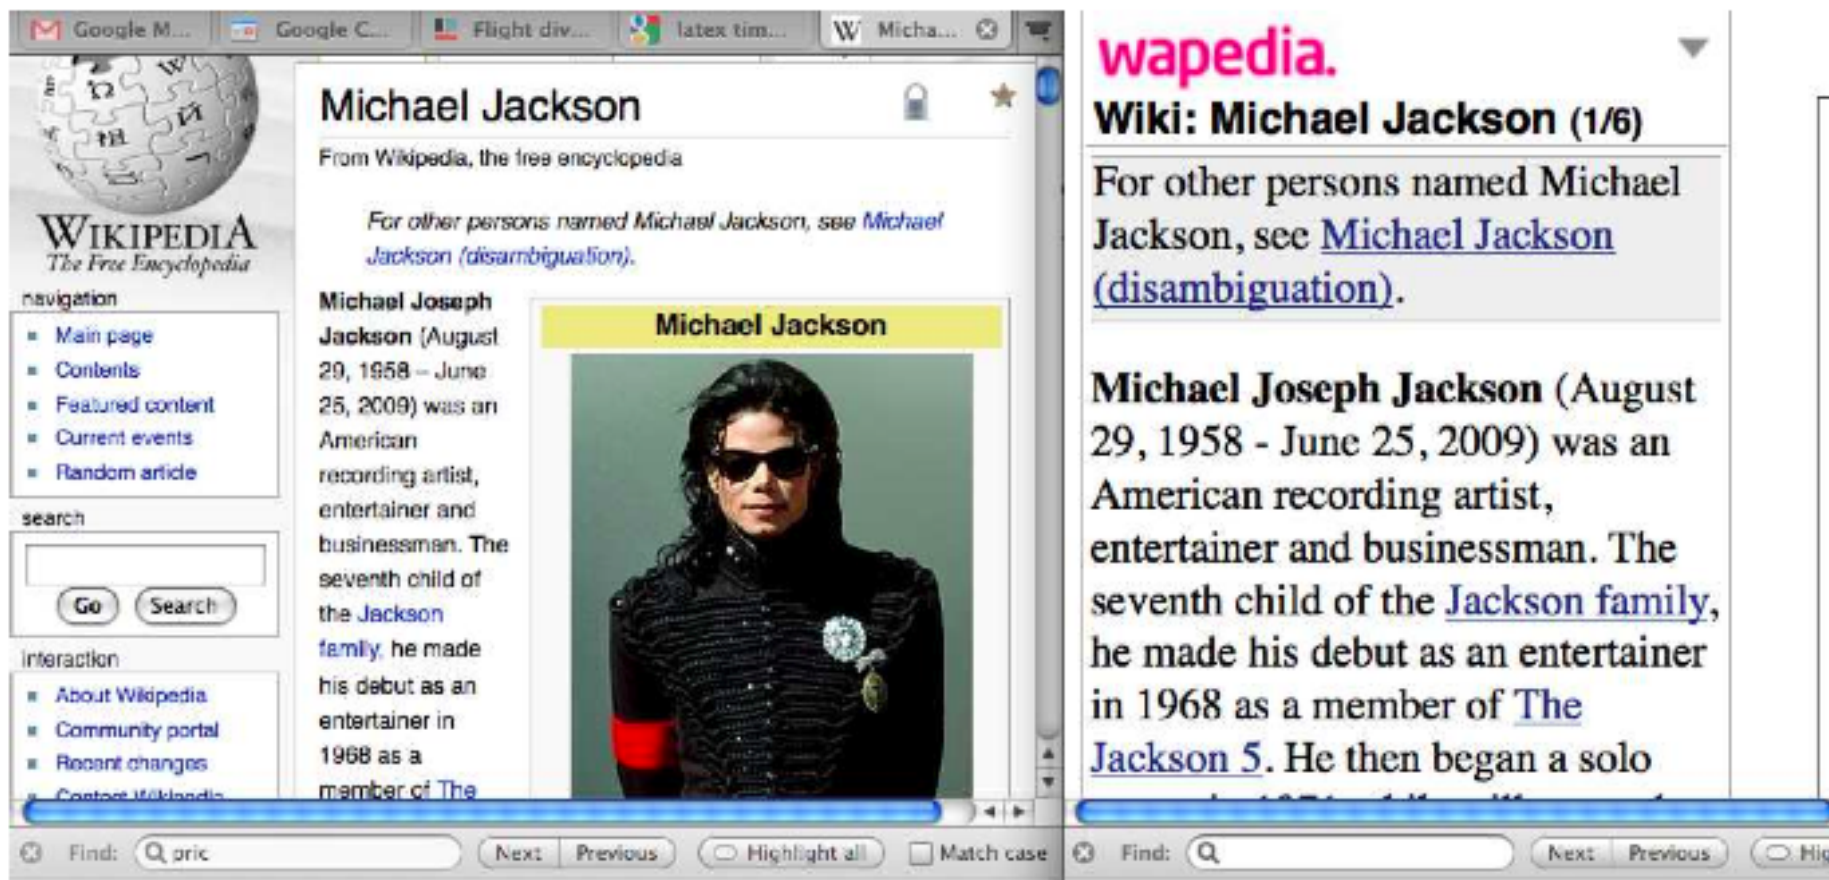 Google M...
Google C...
Flight div...
latex tim...
W Micha...
WIKIPEDIA
The Free Encyclopedia
navigation
Main page
Contents
Featured content
Current events
Random article
search
Go Search
interaction
About Wikipedia
Community portal
Recent changes
Contact Wikipedia
Michael Jackson
From Wikipedia, the free encyclopedia
For other persons named Michael Jackson, see Michael
Jackson (disambiguation).
Michael Joseph
Jackson (August
29, 1958 – June
25, 2009) was an
American
recording artist,
entertainer and
businessman. The
seventh child of
the Jackson
family, he made
his debut as an
entertainer in
1968 as a
member of The
Michael Jackson
Find: pric Next Previous Highlight all Match case
wapedia.
Wiki: Michael Jackson (1/6)
For other persons named Michael
Jackson, see Michael Jackson
(disambiguation).
Michael Joseph Jackson (August
29, 1958 - June 25, 2009) was an
American recording artist,
entertainer and businessman. The
seventh child of the Jackson family,
he made his debut as an entertainer
in 1968 as a member of The
Jackson 5. He then began a solo
Find: Next Previous Hig